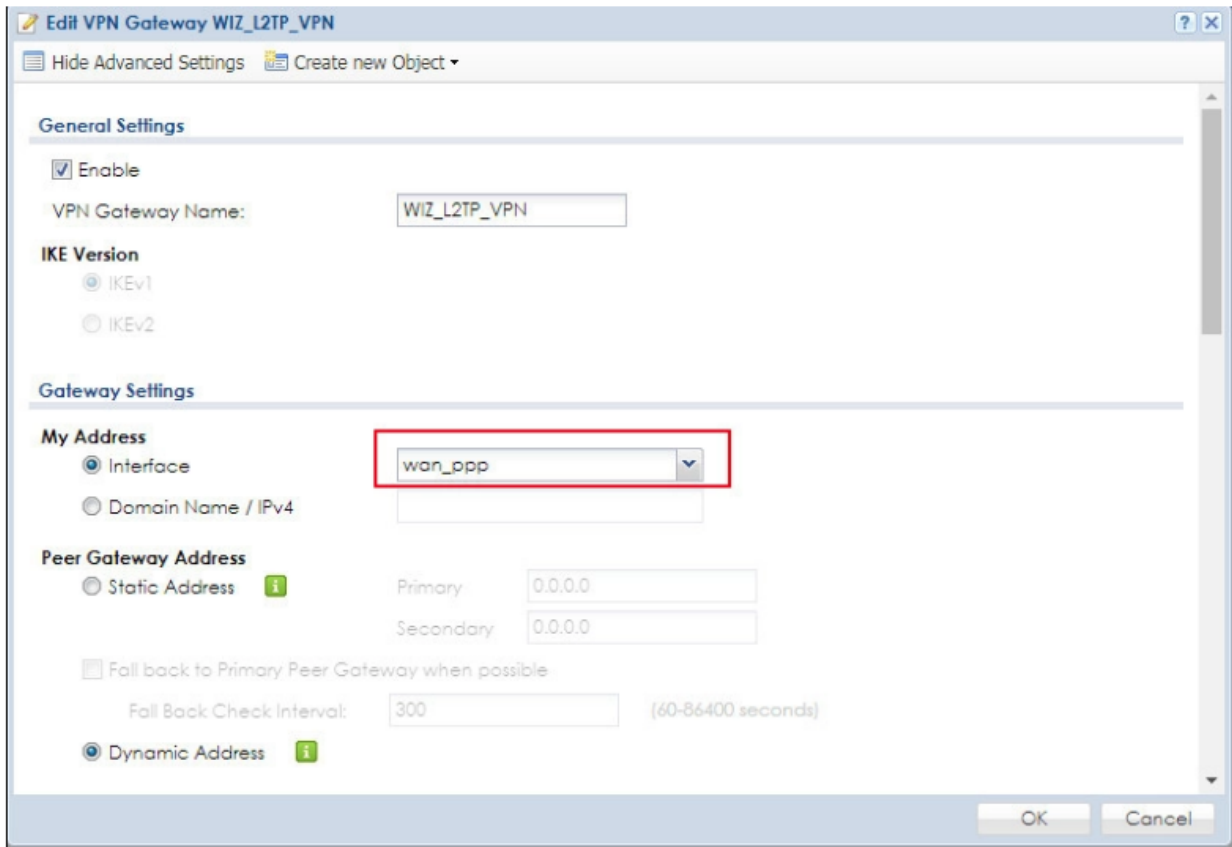 Edit VPN Gateway WIZ_L2TP_VPN
Hide Advanced Settings Create new Object
General Settings
Enable
VPN Gateway Name: WIZ_L2TP_VPN
IKE Version
IKEv1
IKEv2
Gateway Settings
My Address
Interface wan_ppp
Domain Name / IPv4
Peer Gateway Address
Static Address Primary 0.0.0.0
Secondary 0.0.0.0
Fall back to Primary Peer Gateway when possible
Fall Back Check Interval: 300 (60-86400 seconds)
Dynamic Address
OK Cancel